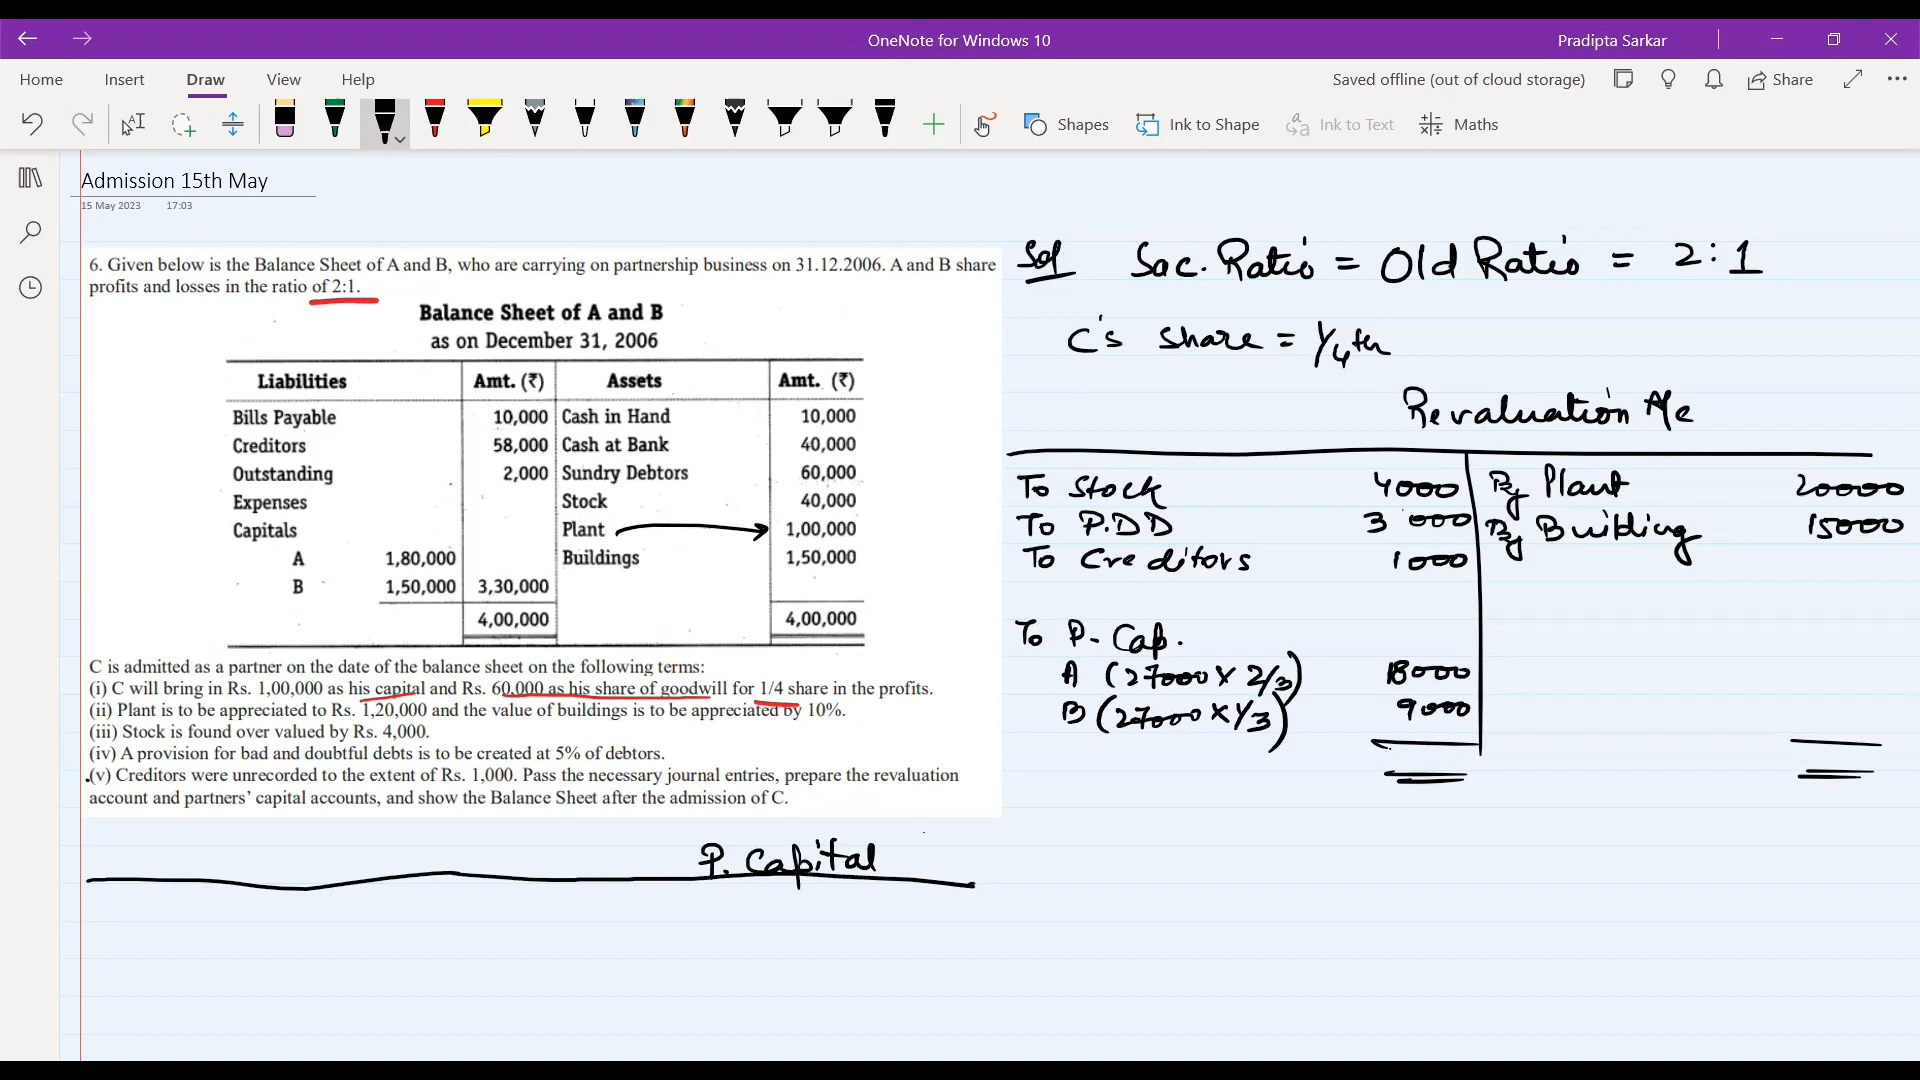 OneNote for Windows 10
Pradipta Sarkar
Home Insert Draw View Help
Saved offline (out of cloud storage)
Share
Shapes
Ink to Shape
Ink to Text
Maths
Admission 15th May
15 May 2023 17:03
6. Given below is the Balance Sheet of A and B, who are carrying on partnership business on 31.12.2006. A and B share
profits and losses in the ratio of 2:1.
Balance Sheet of A and B
as on December 31, 2006
Liabilities Amt. (₹) Assets Amt. (₹)
Bills Payable 10,000 Cash in Hand 10,000
Creditors 58,000 Cash at Bank 40,000
Outstanding 2,000 Sundry Debtors 60,000
Expenses Stock 40,000
Capitals Plant 1,00,000
A 1,80,000 Buildings 1,50,000
B 1,50,000 3,30,000
4,00,000 4,00,000
C is admitted as a partner on the date of the balance sheet on the following terms:
(i) C will bring in Rs. 1,00,000 as his capital and Rs. 60,000 as his share of goodwill for 1/4 share in the profits.
(ii) Plant is to be appreciated to Rs. 1,20,000 and the value of buildings is to be appreciated by 10%.
(iii) Stock is found over valued by Rs. 4,000.
(iv) A provision for bad and doubtful debts is to be created at 5% of debtors.
(v) Creditors were unrecorded to the extent of Rs. 1,000. Pass the necessary journal entries, prepare the revaluation
account and partners' capital accounts, and show the Balance Sheet after the admission of C.
P. Capital
Sol Sac. Ratio = Old Ratio = 2:1
C's share = 1/4th
Revaluation A/c
To Stock 4000 By Plant 20000
To P.D.D 3000 By Building 15000
To Creditors 1000
To P. Cap.
A (27000 X 2/3) 18000
B (27000 X 1/3) 9000